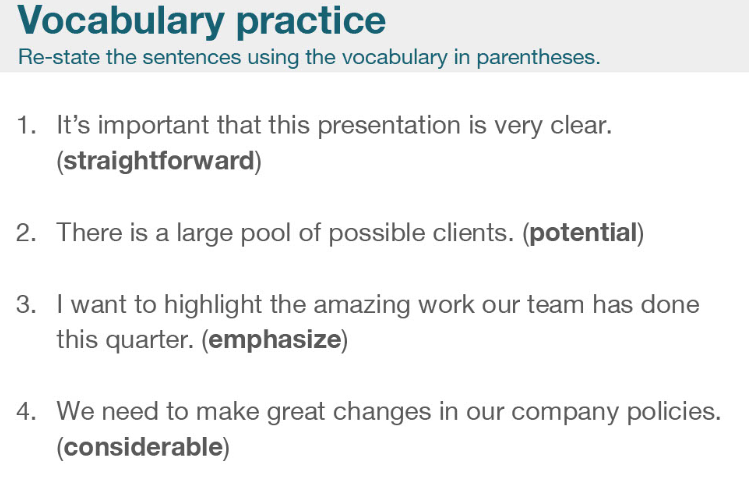 Vocabulary practice
Re-state the sentences using the vocabulary in parentheses.
1. It's important that this presentation is very clear.
(straightforward)
2. There is a large pool of possible clients. (potential)
3. I want to highlight the amazing work our team has done
this quarter. (emphasize)
4. We need to make great changes in our company policies.
(considerable)